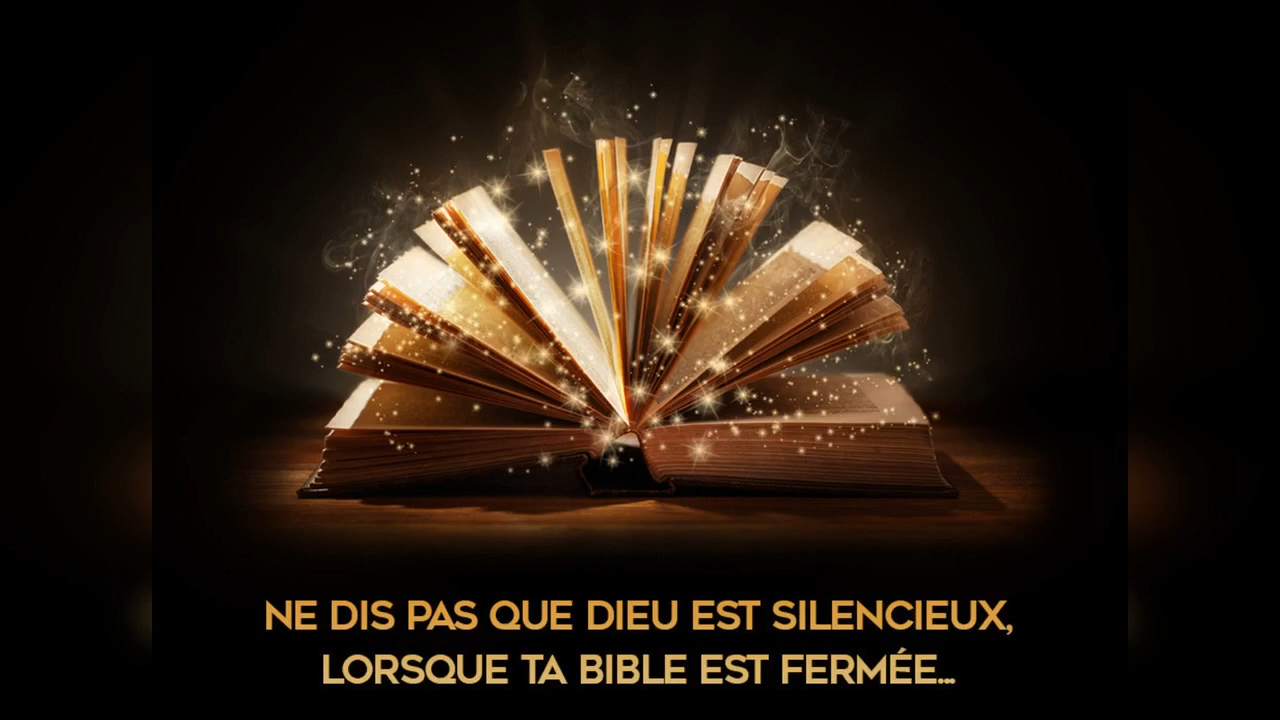 NE DIS PAS QUE DIEU EST SILENCIEUX,
LORSQUE TA BIBLE EST FERMÉE...